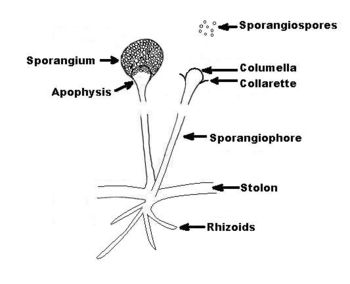 Sporangiospores
Sporangium
Columella
Apophysis
Collarette
Sporangiophore
Stolon
Rhizoids